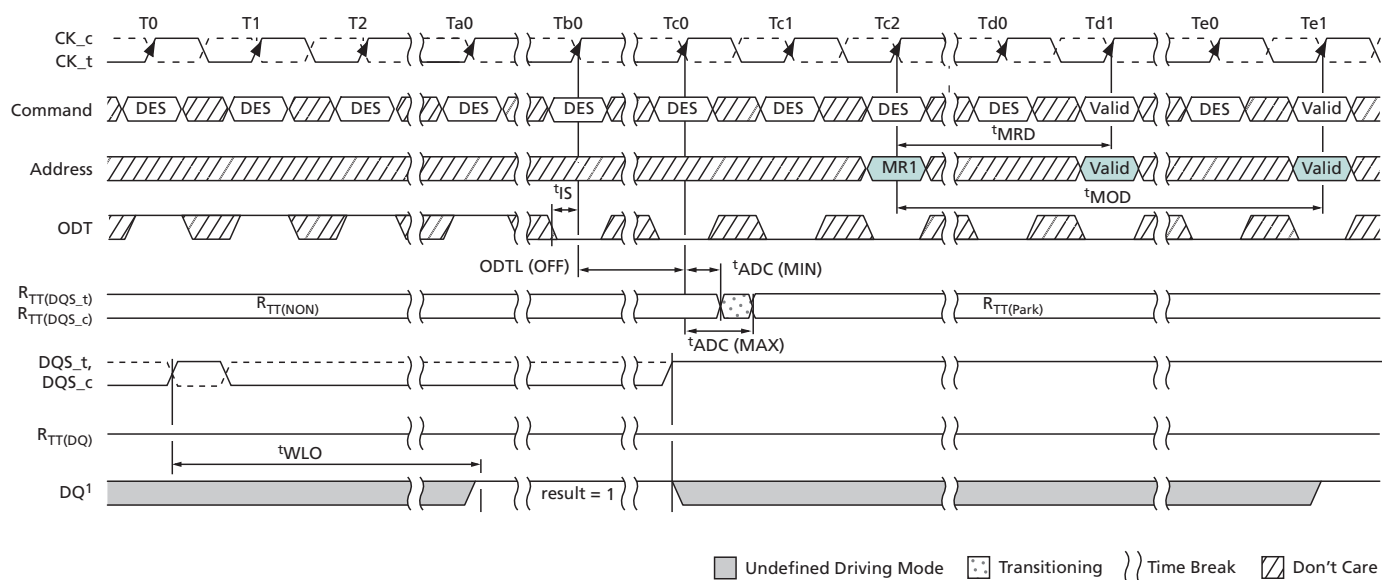 T0 T1 T2 Ta0 Tb0 Tc0 Tc1 Tc2 Td0 Td1 Te0 Te1
CK_c
CK_t
Command DES DES DES DES DES DES DES DES DES Valid DES Valid
tMRD
Address MR1 Valid Valid
tIS tMOD
ODT
ODTL (OFF) tADC (MIN)
RTT(DQS_t)
RTT(DQS_c)
RTT(NON) RTT(Park)
tADC (MAX)
DQS_t,
DQS_c
RTT(DQ)
tWLO
DQ1 result = 1
Undefined Driving Mode Transitioning Time Break Don't Care